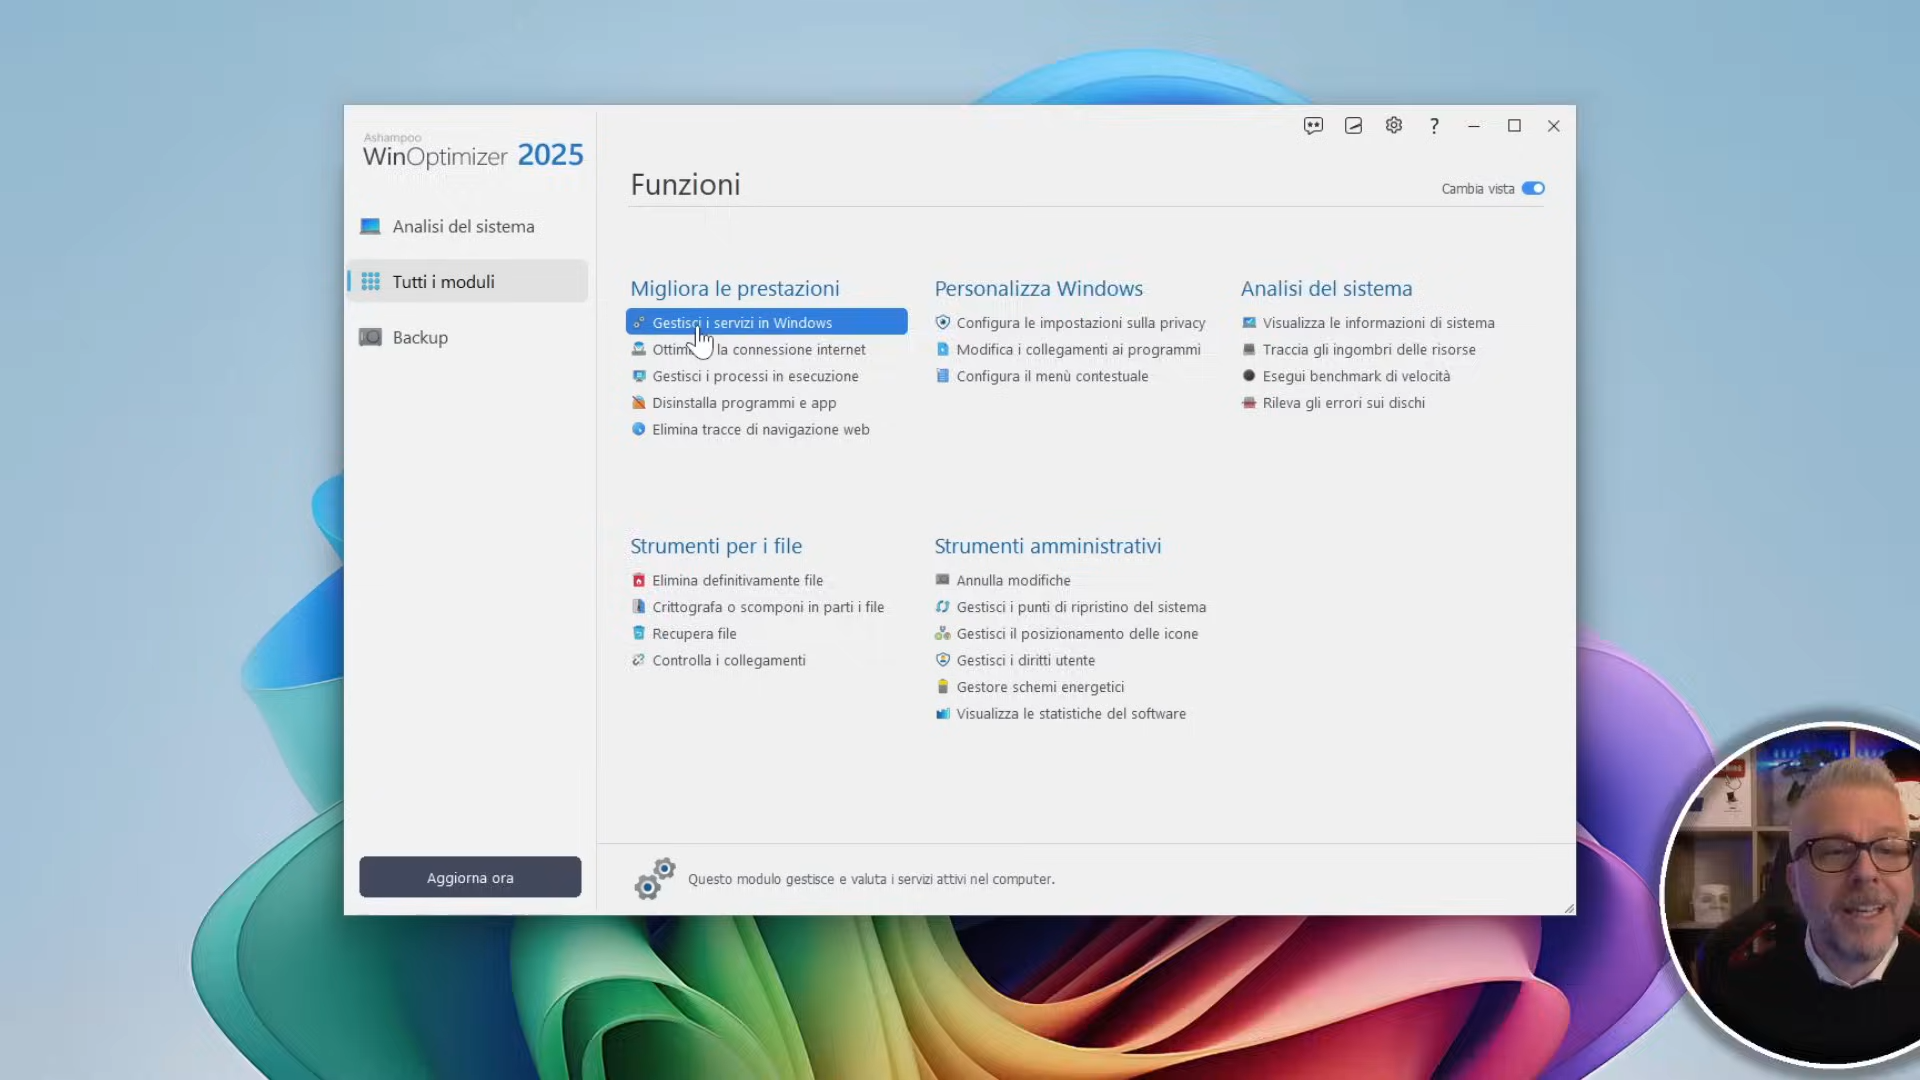 Ashampoo
WinOptimizer 2025
Analisi del sistema
Tutti i moduli
Backup
Aggiorna ora
Funzioni
Cambia vista
Migliora le prestazioni
Gestisci i servizi in Windows
la connessione internet
Gestisci i processi in esecuzione
Disinstalla programmi e app
Elimina tracce di navigazione web
Personalizza Windows
Configura le impostazioni sulla privacy
Modifica i collegamenti ai programmi
Configura il menù contestuale
Analisi del sistema
Visualizza le informazioni di sistema
Traccia gli ingombri delle risorse
Esegui benchmark di velocità
Rileva gli errori sui dischi
Strumenti per i file
Elimina definitivamente file
Crittografa o scomponi in parti i file
Recupera file
Controlla i collegamenti
Strumenti amministrativi
Annulla modifiche
Gestisci i punti di ripristino del sistema
Gestisci il posizionamento delle icone
Gestisci i diritti utente
Gestore schemi energetici
Visualizza le statistiche del software
Questo modulo gestisce e valuta i servizi attivi nel computer.